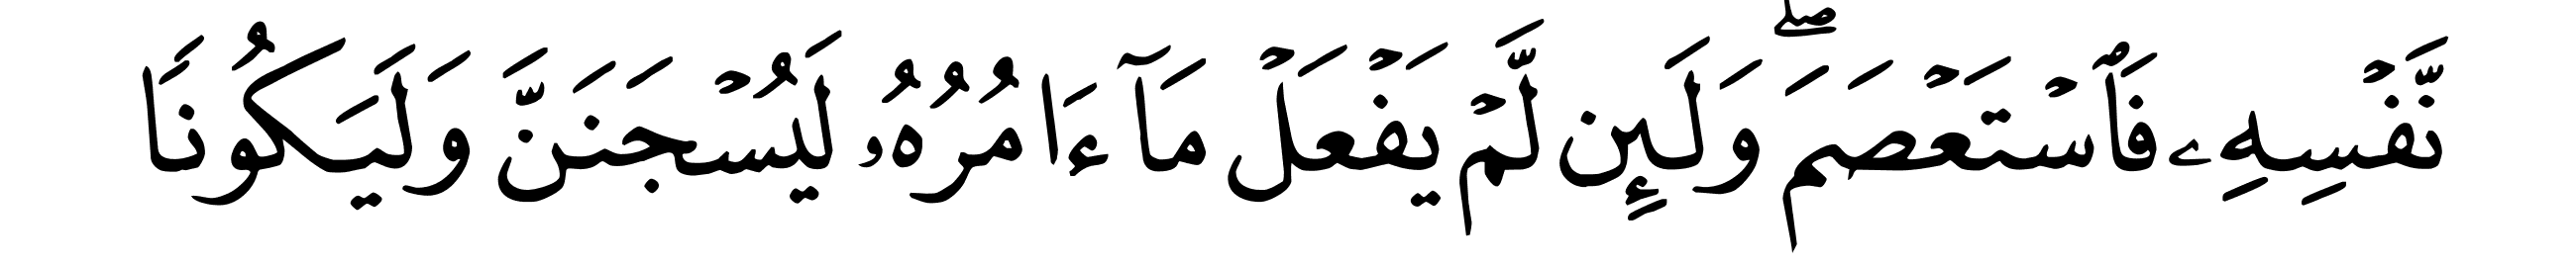 نَّفۡسِهِۦ فَٱسۡتَعۡصَمَۖ وَلَئِن لَّمۡ يَفۡعَلۡ مَآ ءَامُرُهُۥ لَيُسۡجَنَنَّ وَلَيَكُونٗا